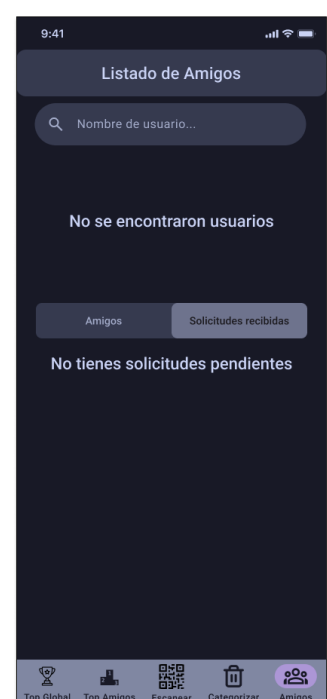 9:41
Listado de Amigos
Nombre de usuario...
No se encontraron usuarios
Amigos
Solicitudes recibidas
No tienes solicitudes pendientes
Top Global
Top Amigos
Escanear
Categorizar
Amigos